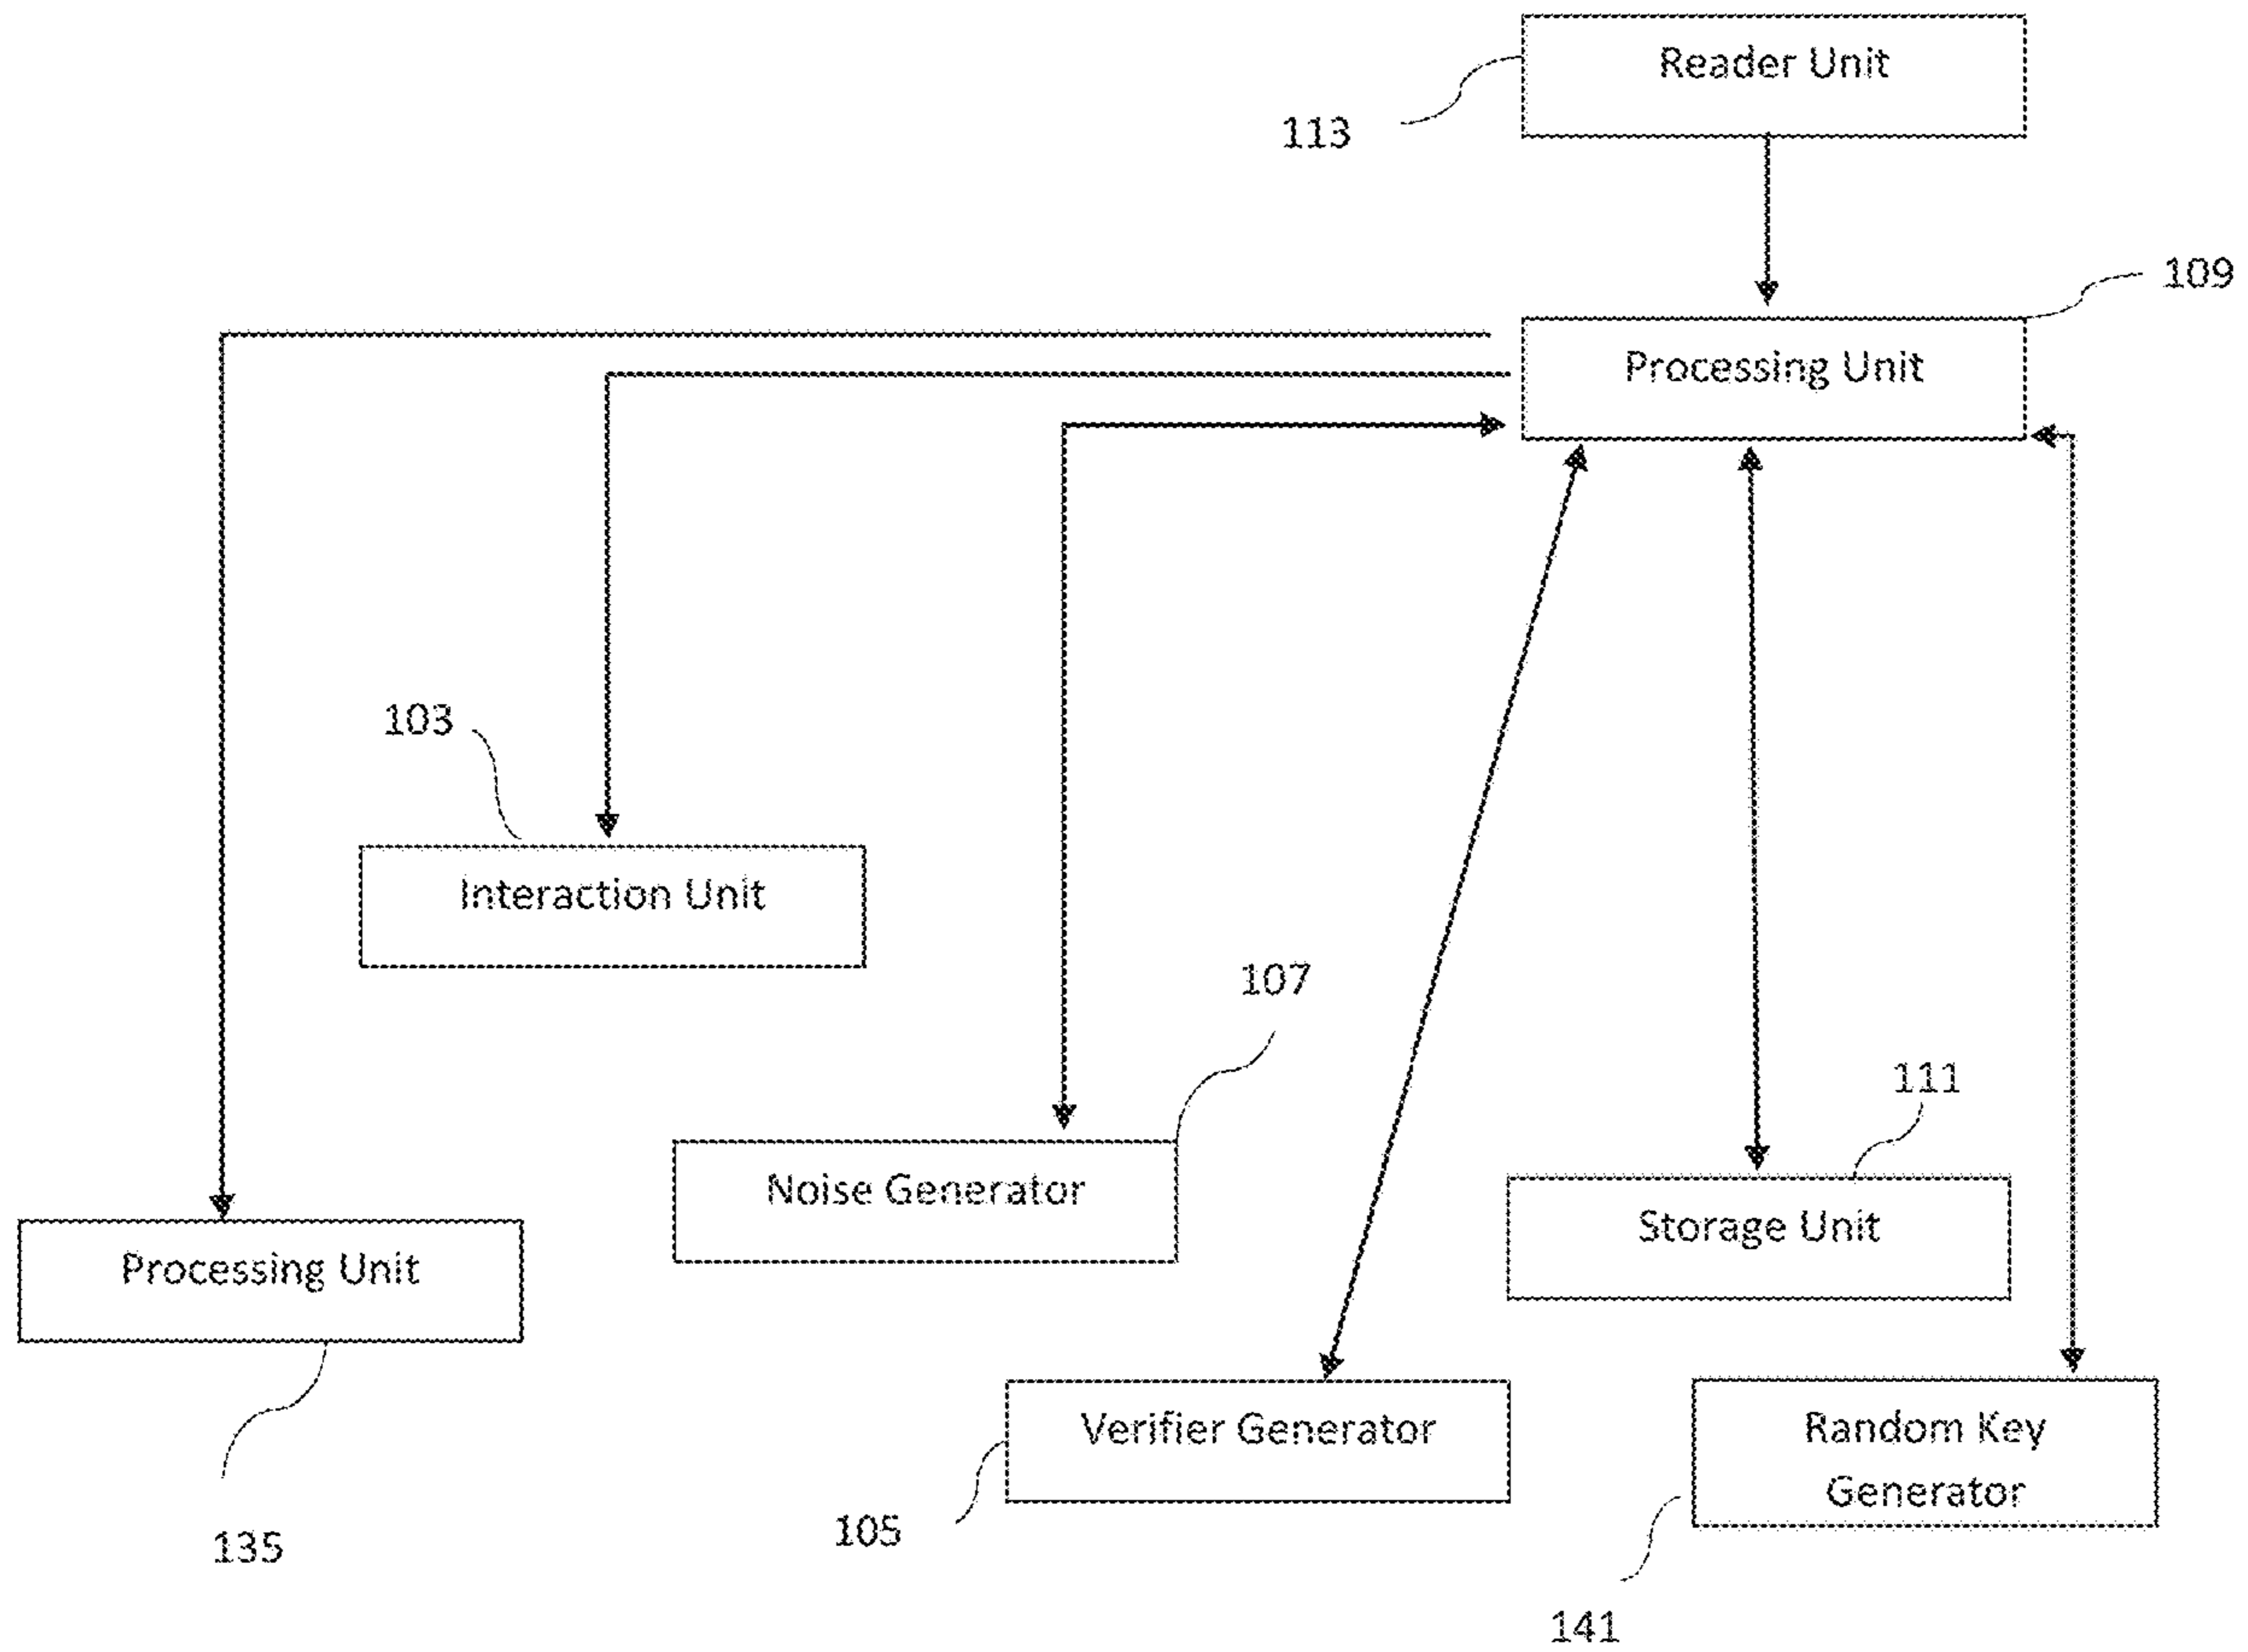 Reader Unit
113
109
Processing Unit
103
Interaction Unit
107
111
Noise Generator
Storage Unit
Processing Unit
Verifier Generator
Random Key
Generator
105
135
141